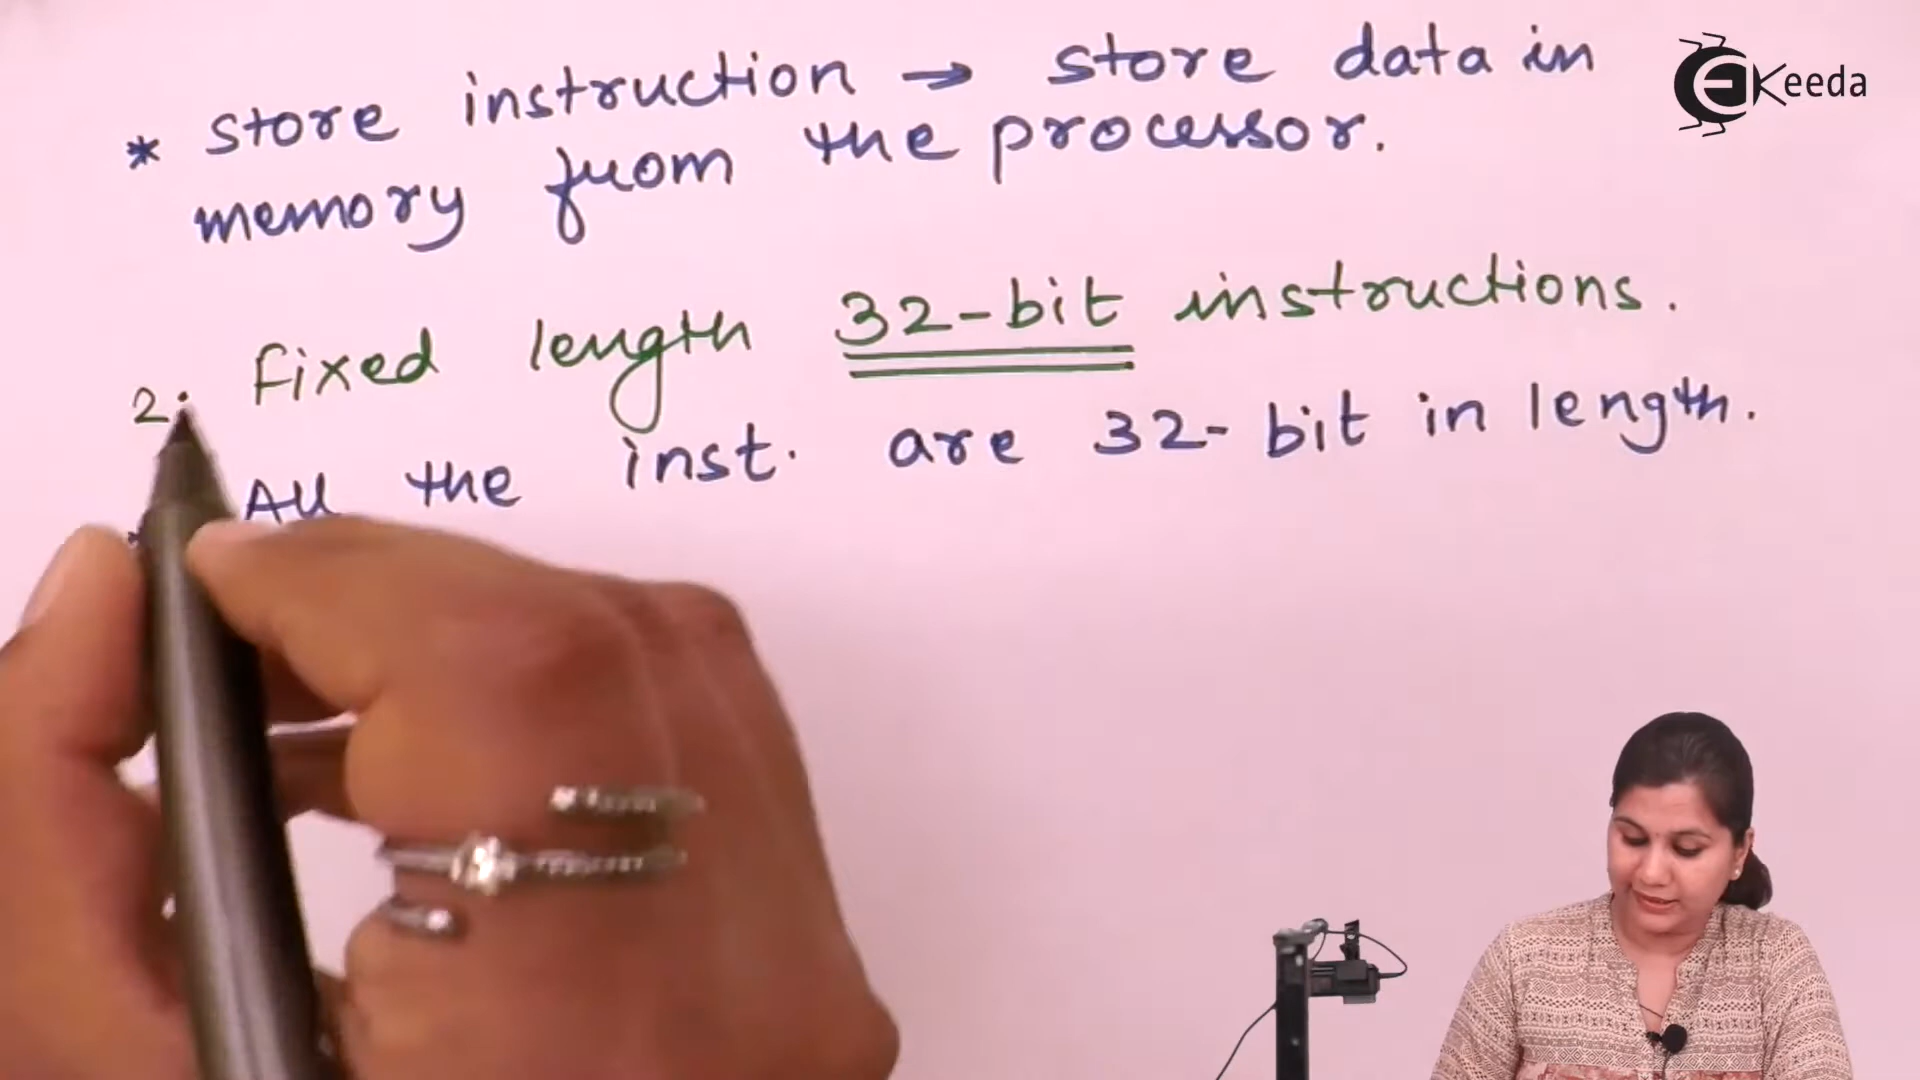 * store instruction → store data in
memory from the processor.
2. Fixed length 32-bit instructions.
* All the inst. are 32-bit in length.
EKeeda